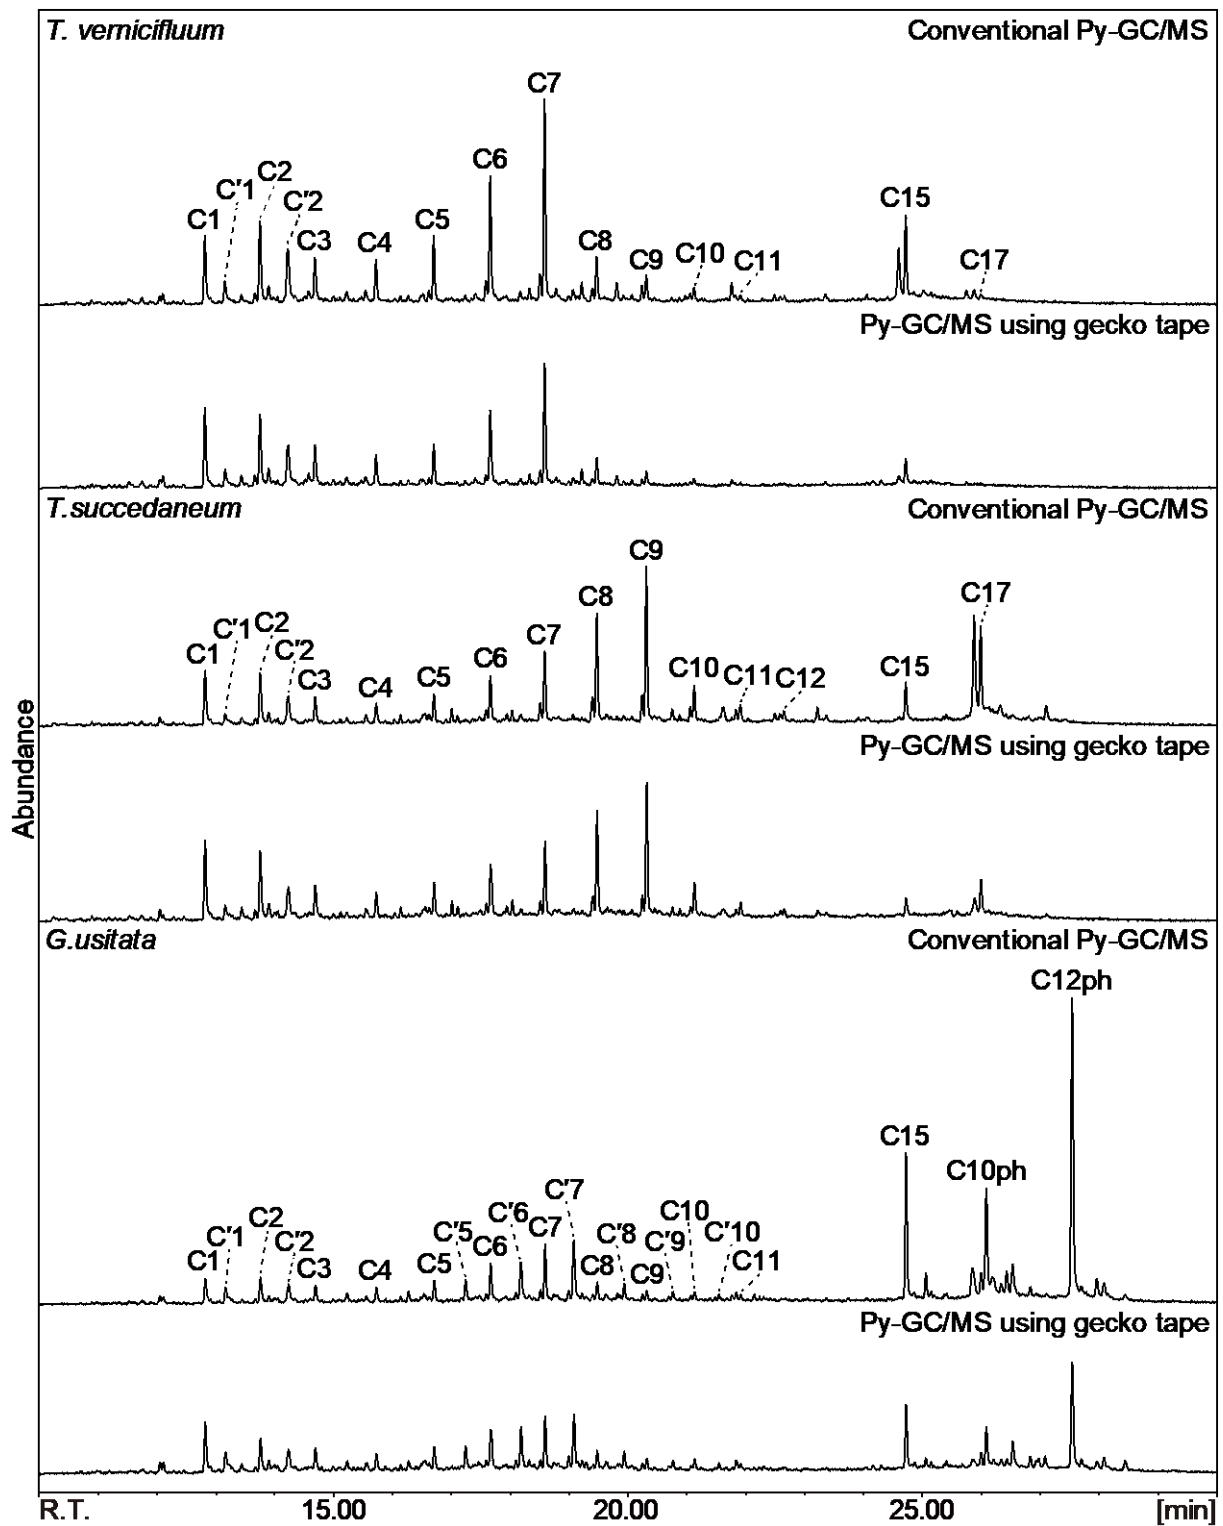 T. vernicifluum Conventional Py-GC/MS
C7
C6
C2
C'1 C'2 C15
C1 C5
C3 C4 C8
C9 C10 C11 C17
Py-GC/MS using gecko tape
T.succedaneum Conventional Py-GC/MS
C9
C8 C17
C'1 C2 C7
C1 C'2 C6
C3 C4 C5 C10 C11 C12 C15
Py-GC/MS using gecko tape
Abundance
G.usitata Conventional Py-GC/MS
C12ph
C15
C10ph
C'7
C'6 C10
C2 C'5 C7 C'8 C'10
C1 C'1 C'2 C6 C'9
C3 C4 C5 C8 C9 C11
Py-GC/MS using gecko tape
R.T. 15.00 20.00 25.00 [min]